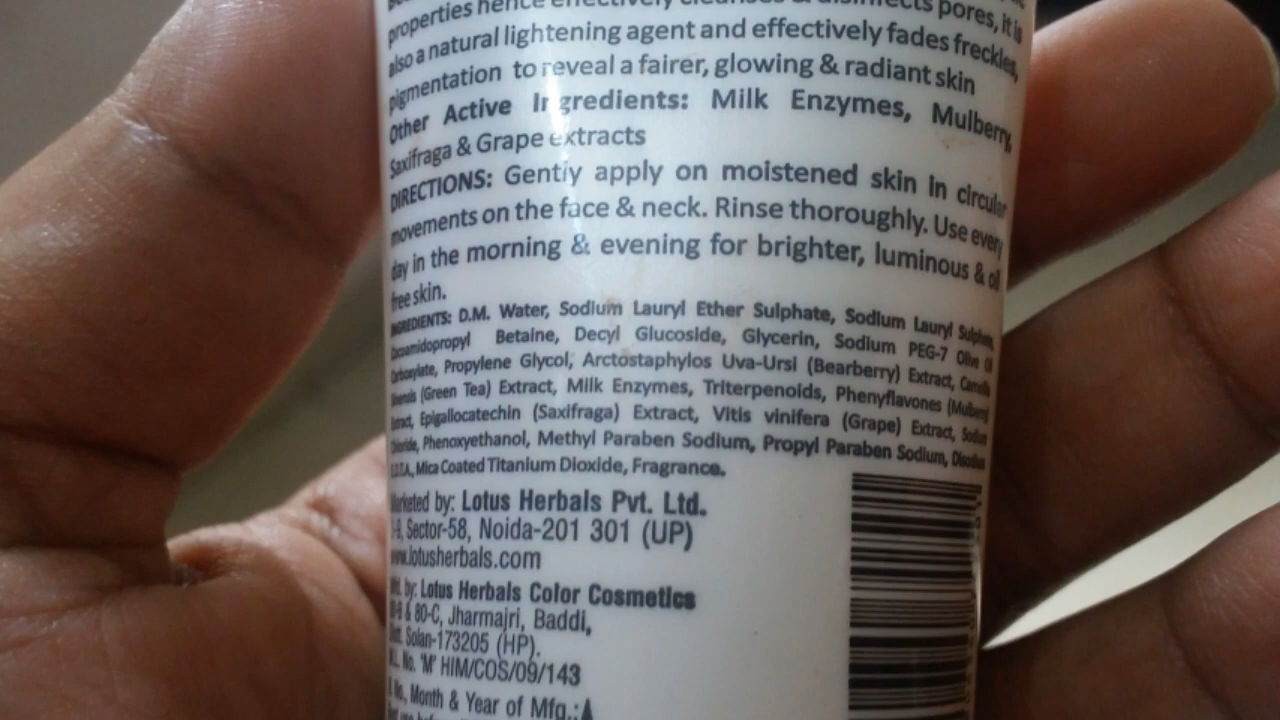 properties hence effectively cleanses & disinfects pores, it is
also a natural lightening agent and effectively fades freckles,
pigmentation to reveal a fairer, glowing & radiant skin
Other Active Ingredients: Milk Enzymes, Mulberry,
Saxifraga & Grape extracts
DIRECTIONS: Gently apply on moistened skin in circular
movements on the face & neck. Rinse thoroughly. Use every
day in the morning & evening for brighter, luminous & oil
free skin.
INGREDIENTS: D.M. Water, Sodium Lauryl Ether Sulphate, Sodium Lauryl Sulphate,
Cocoamidopropyl Betaine, Decyl Glucoside, Glycerin, Sodium PEG-7 Olive Oil
Carboxylate, Propylene Glycol, Arctostaphylos Uva-Ursi (Bearberry) Extract, Camellia
Sinensis (Green Tea) Extract, Milk Enzymes, Triterpenoids, Phenyflavones (Mulberry)
Extract, Epigallocatechin (Saxifraga) Extract, Vitis vinifera (Grape) Extract, Sodium
Chloride, Phenoxyethanol, Methyl Paraben Sodium, Propyl Paraben Sodium, Disodium
E.D.T.A., Mica Coated Titanium Dioxide, Fragrance.
Marketed by: Lotus Herbals Pvt. Ltd.
Sector-58, Noida-201 301 (UP)
www.lotusherbals.com
by: Lotus Herbals Color Cosmetics
& 80-C, Jharmajri, Baddi,
Solan-173205 (HP).
No. 'M' HIM/COS/09/143
No., Month & Year of Mfg.: